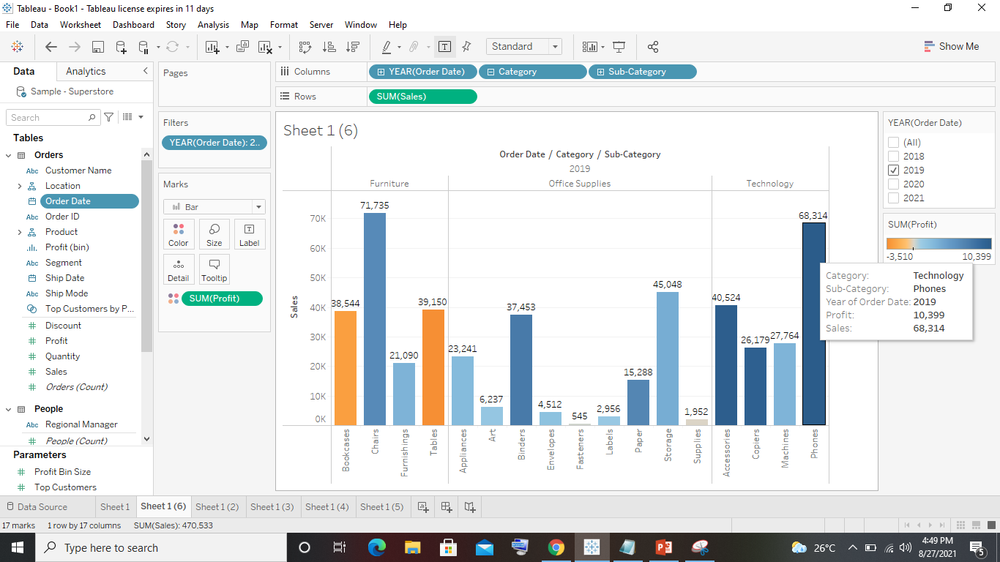 Tableau - Book1 - Tableau license expires in 11 days
File Data Worksheet Dashboard Story Analysis Map Format Server Window Help
Standard
Show Me
Data Analytics
Sample - Superstore
Search
Tables
Orders
Abc Customer Name
Location
Order Date
Abc Order ID
Product
Profit (bin)
Abc Segment
Ship Date
Abc Ship Mode
Top Customers by P...
# Discount
# Profit
# Quantity
# Sales
# Orders (Count)
People
Abc Regional Manager
# People (Count)
Parameters
# Profit Bin Size
# Top Customers
Pages
Filters
YEAR(Order Date): 2..
Marks
Bar
Color Size Label
Detail Tooltip
SUM(Profit)
Columns YEAR(Order Date) Category Sub-Category
Rows SUM(Sales)
Sheet 1 (6)
Order Date / Category / Sub-Category
2019
Furniture Office Supplies Technology
Sales
70K
60K
50K
40K
30K
20K
10K
0K
38,544
71,735
21,090
39,150
23,241
6,237
37,453
4,512
545
2,956
15,288
45,048
1,952
40,524
26,179
27,764
68,314
Bookcases
Chairs
Furnishings
Tables
Appliances
Art
Binders
Envelopes
Fasteners
Labels
Paper
Storage
Supplies
Accessories
Copiers
Machines
Phones
YEAR(Order Date)
(All)
2018
2019
2020
2021
SUM(Profit)
-3,510 10,399
Category: Technology
Sub-Category: Phones
Year of Order Date: 2019
Profit: 10,399
Sales: 68,314
Data Source Sheet 1 Sheet 1 (6) Sheet 1 (2) Sheet 1 (3) Sheet 1 (4) Sheet 1 (5)
17 marks 1 row by 17 columns SUM(Sales): 470,533
Type here to search
26°C
4:49 PM
8/27/2021
5